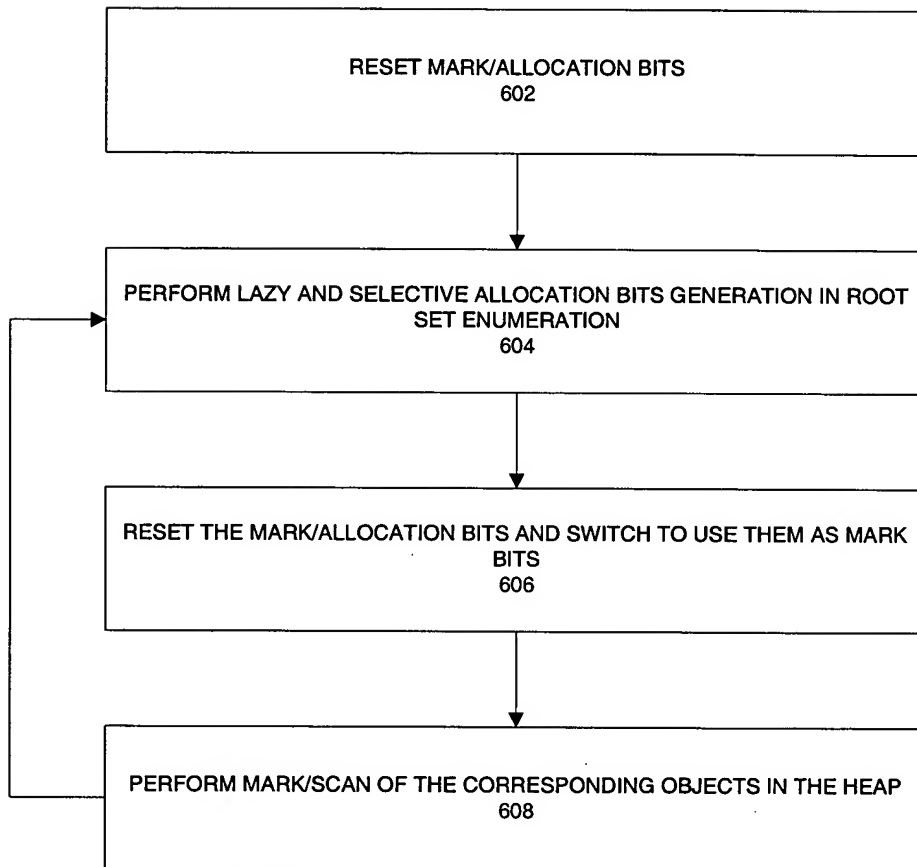 RESET MARK/ALLOCATION BITS
602
PERFORM LAZY AND SELECTIVE ALLOCATION BITS GENERATION IN ROOT
SET ENUMERATION
604
RESET THE MARK/ALLOCATION BITS AND SWITCH TO USE THEM AS MARK
BITS
606
PERFORM MARK/SCAN OF THE CORRESPONDING OBJECTS IN THE HEAP
608